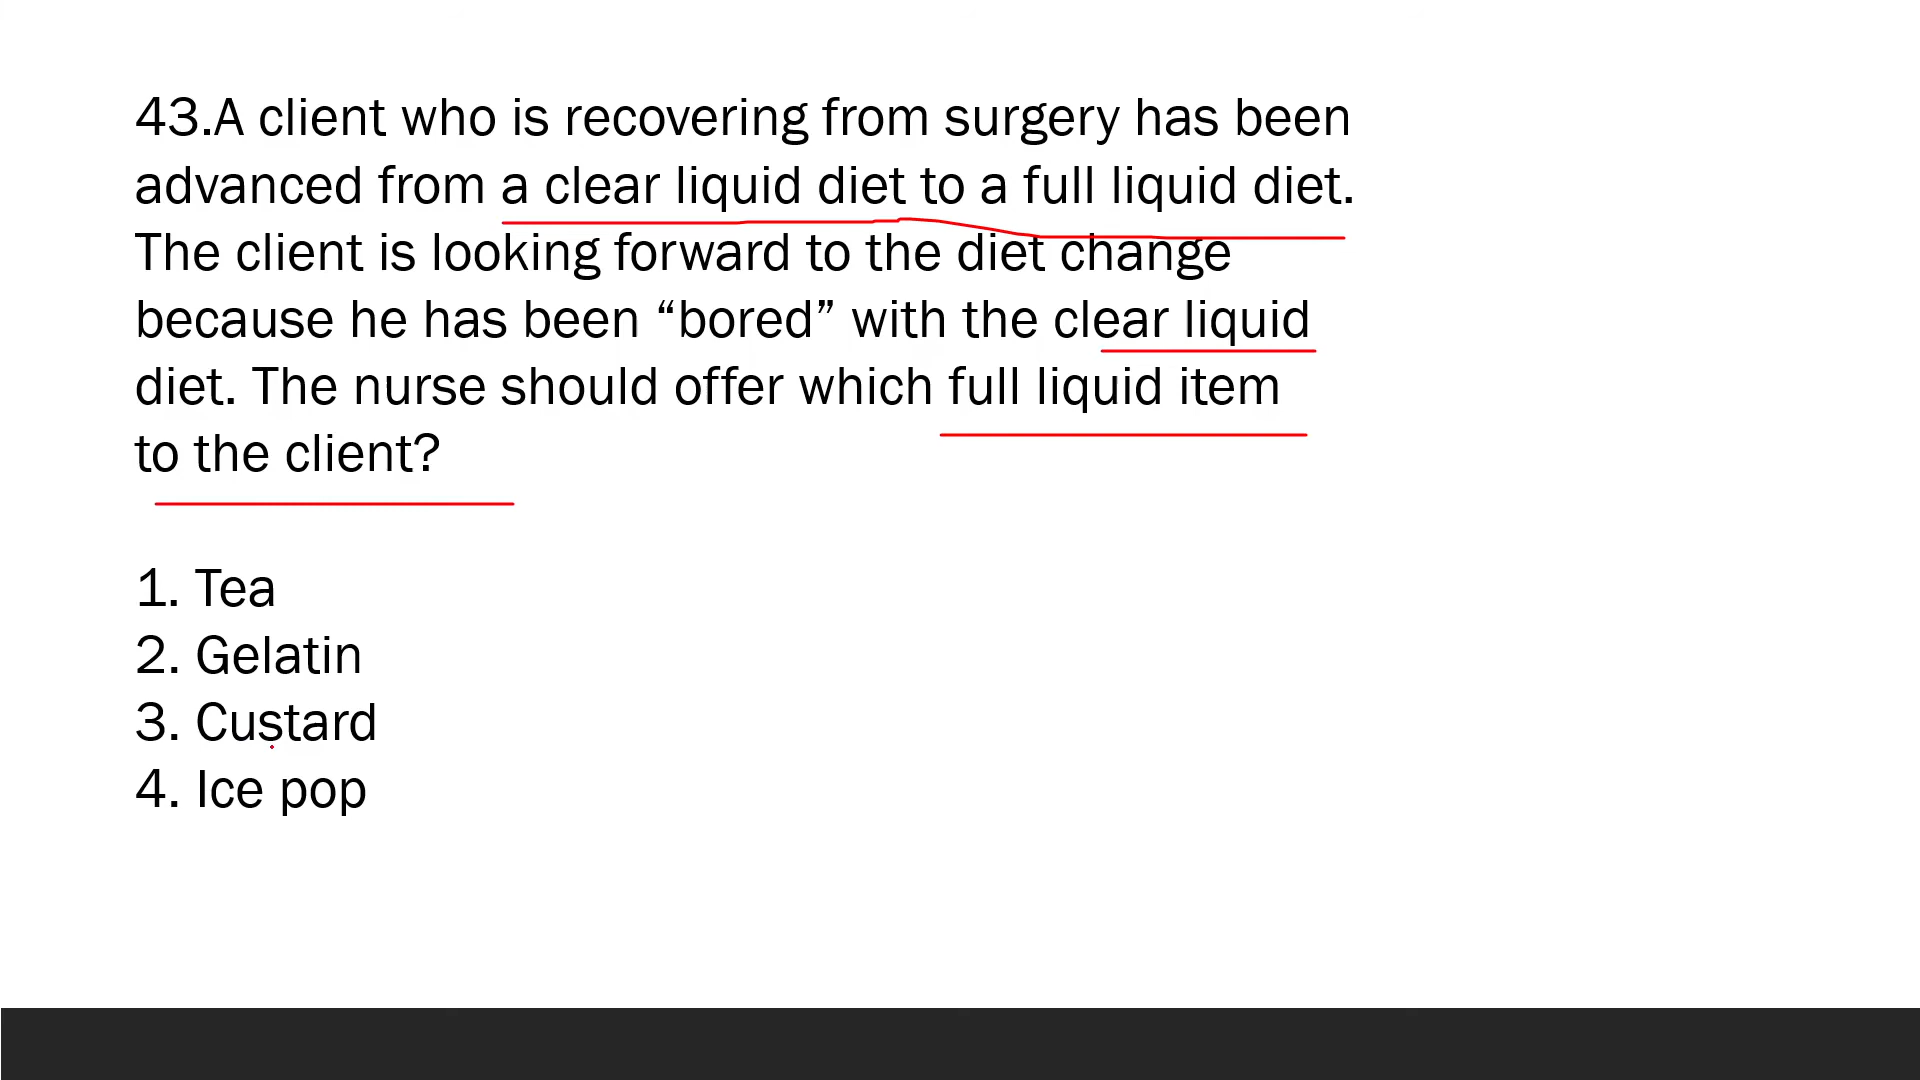 43.A client who is recovering from surgery has been
advanced from a clear liquid diet to a full liquid diet.
The client is looking forward to the diet change
because he has been “bored” with the clear liquid
diet. The nurse should offer which full liquid item
to the client?
1. Tea
2. Gelatin
3. Custard
4. Ice pop